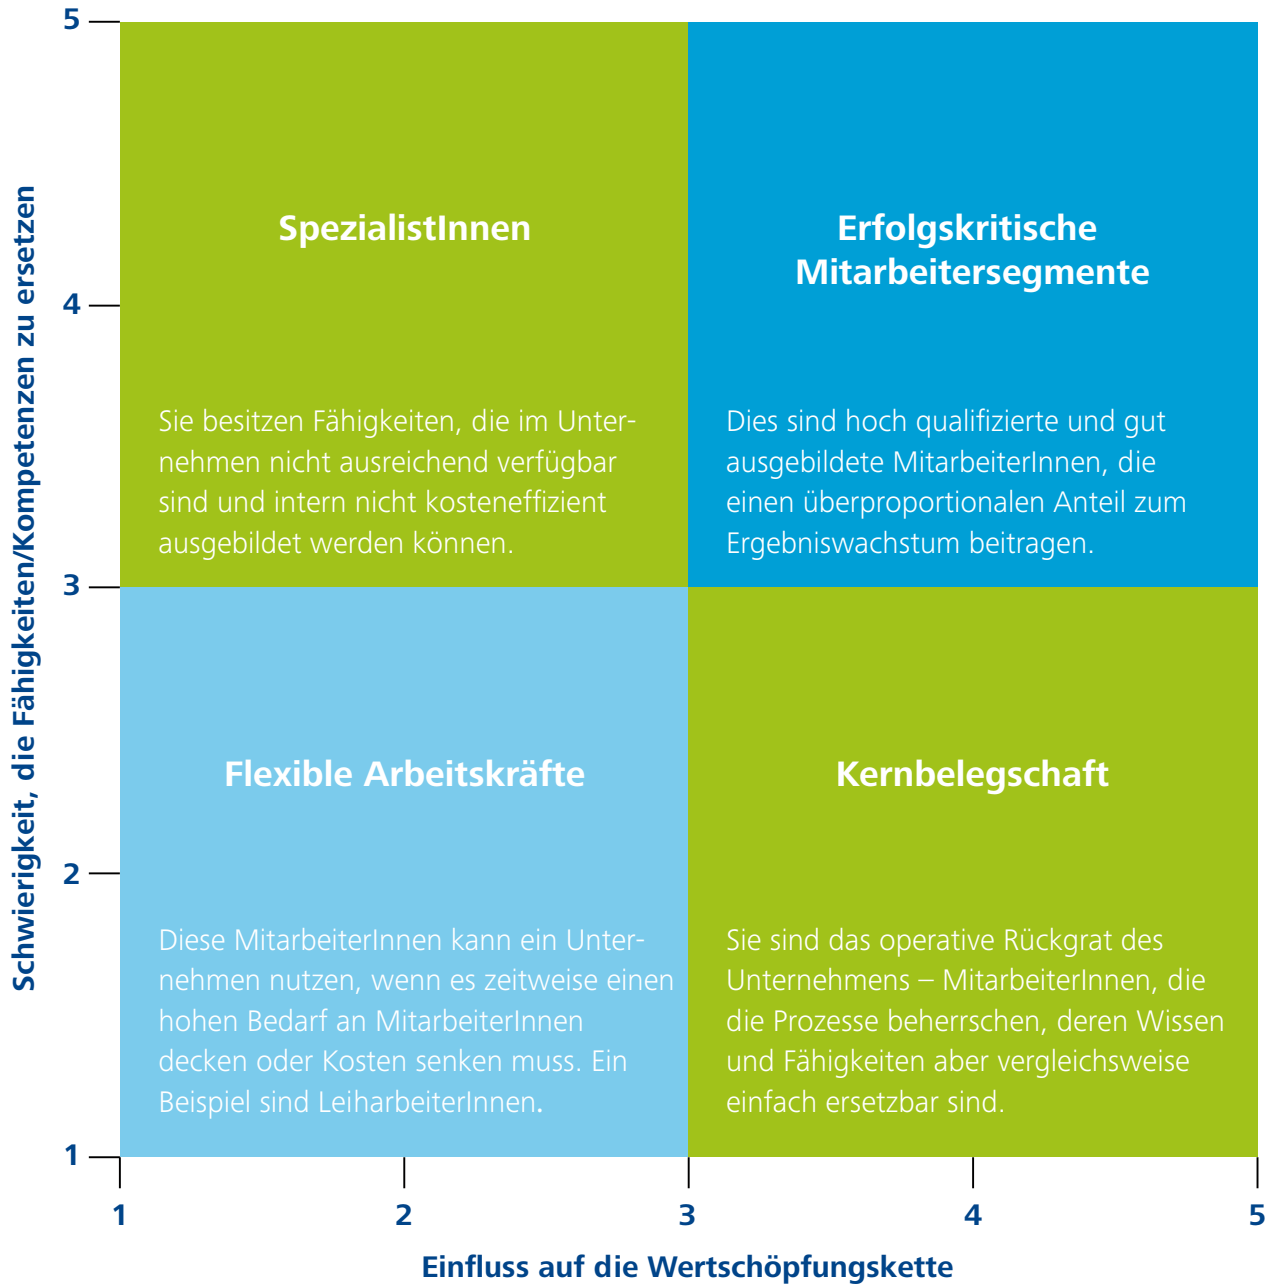 5
4
3
2
1
Schwierigkeit, die Fähigkeiten/Kompetenzen zu ersetzen
SpezialistInnen
Sie besitzen Fähigkeiten, die im Unter-
nehmen nicht ausreichend verfügbar
sind und intern nicht kosteneffizient
ausgebildet werden können.
Erfolgskritische
Mitarbeitersegmente
Dies sind hoch qualifizierte und gut
ausgebildete MitarbeiterInnen, die
einen überproportionalen Anteil zum
Ergebniswachstum beitragen.
Flexible Arbeitskräfte
Diese MitarbeiterInnen kann ein Unter-
nehmen nutzen, wenn es zeitweise einen
hohen Bedarf an MitarbeiterInnen
decken oder Kosten senken muss. Ein
Beispiel sind LeiharbeiterInnen.
Kernbelegschaft
Sie sind das operative Rückgrat des
Unternehmens – MitarbeiterInnen, die
die Prozesse beherrschen, deren Wissen
und Fähigkeiten aber vergleichsweise
einfach ersetzbar sind.
1 2 3 4 5
Einfluss auf die Wertschöpfungskette